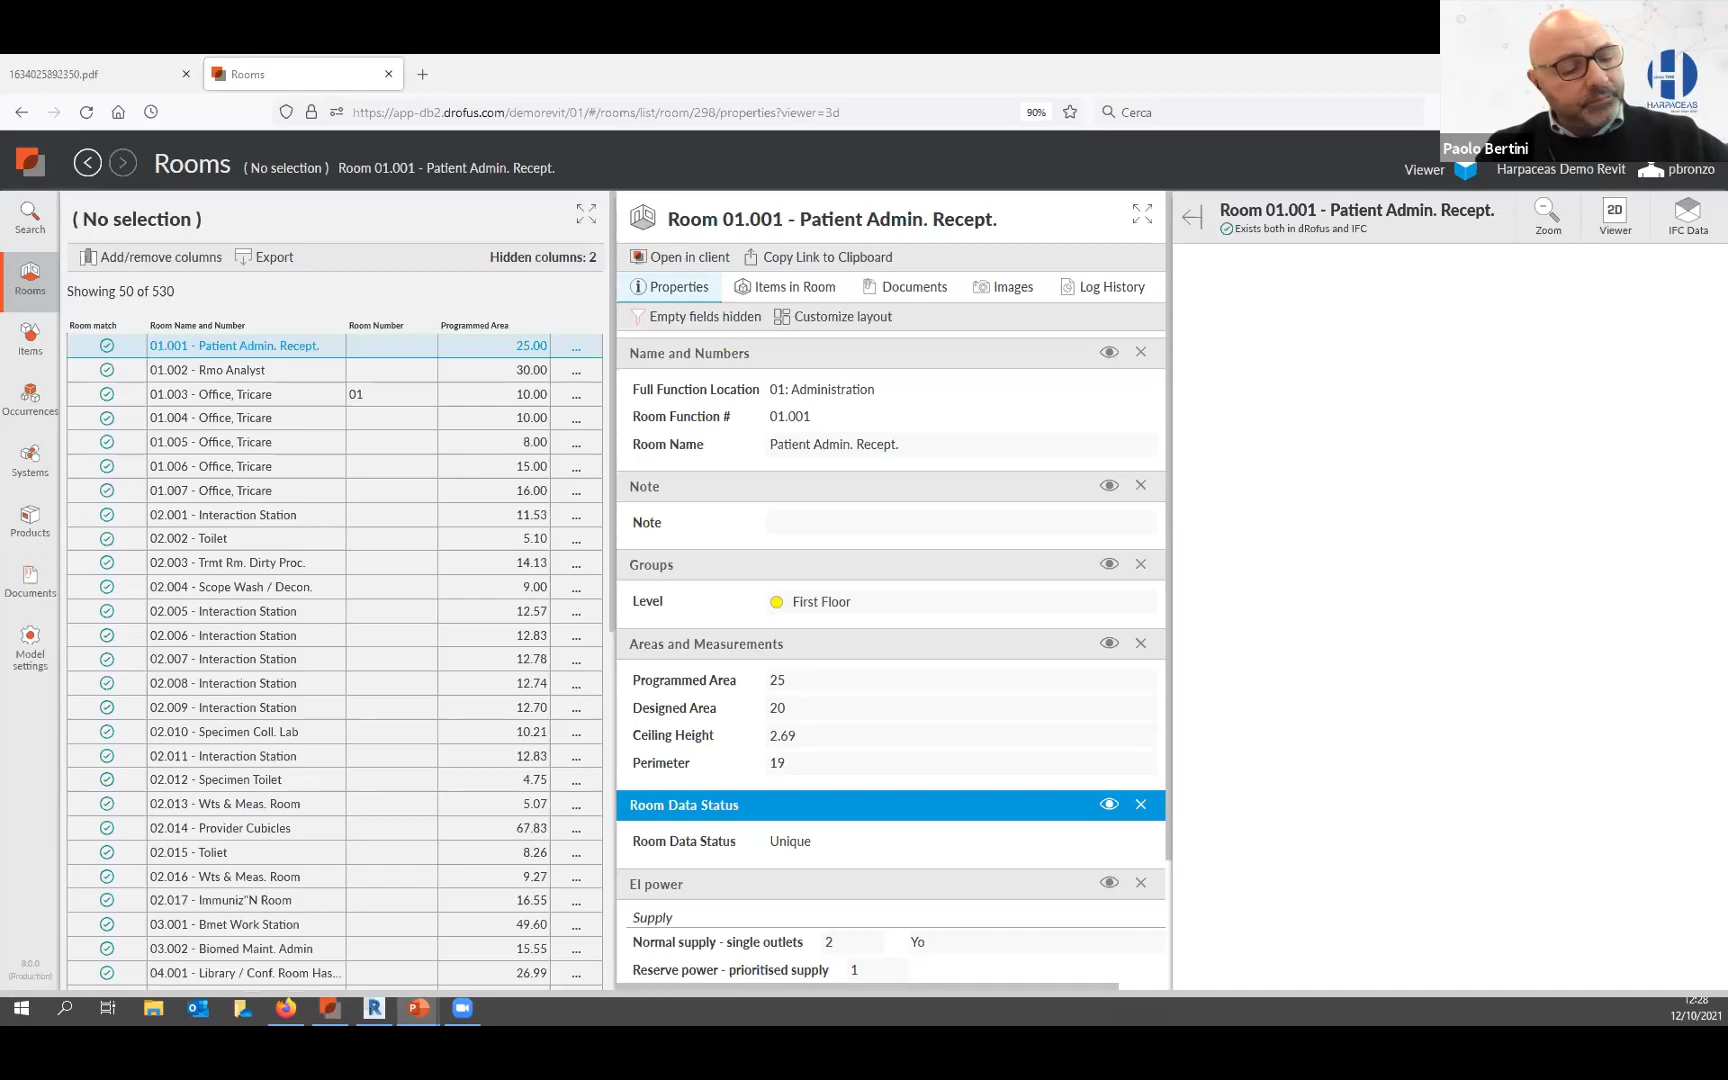 1634025892350.pdf
Rooms
https://app-db2.drofus.com/demorevit/01/#/rooms/list/room/298/properties?viewer=3d
90%
Cerca
HARPACEAS
Paolo Bertini
Rooms
( No selection )
Room 01.001 - Patient Admin. Recept.
Viewer
Harpaceas Demo Revit
pbronzo
Search
Rooms
Items
Occurrences
Systems
Products
Documents
Model
settings
8.0.0
(Production)
( No selection )
Add/remove columns
Export
Hidden columns: 2
Showing 50 of 530
Room match Room Name and Number Room Number Programmed Area
01.001 - Patient Admin. Recept. 25.00 ...
01.002 - Rmo Analyst 30.00 ...
01.003 - Office, Tricare 01 10.00 ...
01.004 - Office, Tricare 10.00 ...
01.005 - Office, Tricare 8.00 ...
01.006 - Office, Tricare 15.00 ...
01.007 - Office, Tricare 16.00 ...
02.001 - Interaction Station 11.53 ...
02.002 - Toilet 5.10 ...
02.003 - Trmt Rm. Dirty Proc. 14.13 ...
02.004 - Scope Wash / Decon. 9.00 ...
02.005 - Interaction Station 12.57 ...
02.006 - Interaction Station 12.83 ...
02.007 - Interaction Station 12.78 ...
02.008 - Interaction Station 12.74 ...
02.009 - Interaction Station 12.70 ...
02.010 - Specimen Coll. Lab 10.21 ...
02.011 - Interaction Station 12.83 ...
02.012 - Specimen Toilet 4.75 ...
02.013 - Wts & Meas. Room 5.07 ...
02.014 - Provider Cubicles 67.83 ...
02.015 - Toliet 8.26 ...
02.016 - Wts & Meas. Room 9.27 ...
02.017 - Immuniz"N Room 16.55 ...
03.001 - Bmet Work Station 49.60 ...
03.002 - Biomed Maint. Admin 15.55 ...
04.001 - Library / Conf. Room Has... 26.99 ...
Room 01.001 - Patient Admin. Recept.
Open in client
Copy Link to Clipboard
Properties
Items in Room
Documents
Images
Log History
Empty fields hidden
Customize layout
Name and Numbers
Full Function Location 01: Administration
Room Function # 01.001
Room Name Patient Admin. Recept.
Note
Note
Groups
Level First Floor
Areas and Measurements
Programmed Area 25
Designed Area 20
Ceiling Height 2.69
Perimeter 19
Room Data Status
Room Data Status Unique
El power
Supply
Normal supply - single outlets 2 Yo
Reserve power - prioritised supply 1
Room 01.001 - Patient Admin. Recept.
Exists both in dRofus and IFC
Zoom
2D
Viewer
IFC Data
12:28
12/10/2021